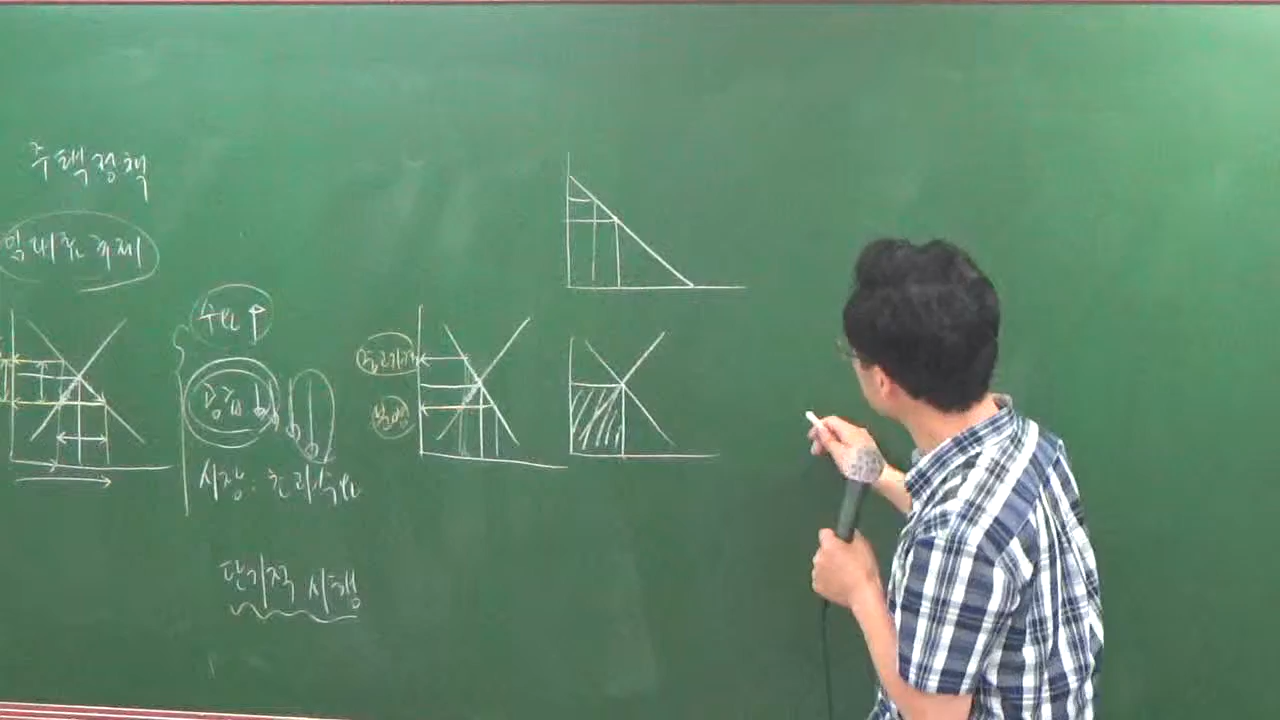 주택정책
임대료 규제
수요↑
공급↓
시장: 초과수요
단기적 시행